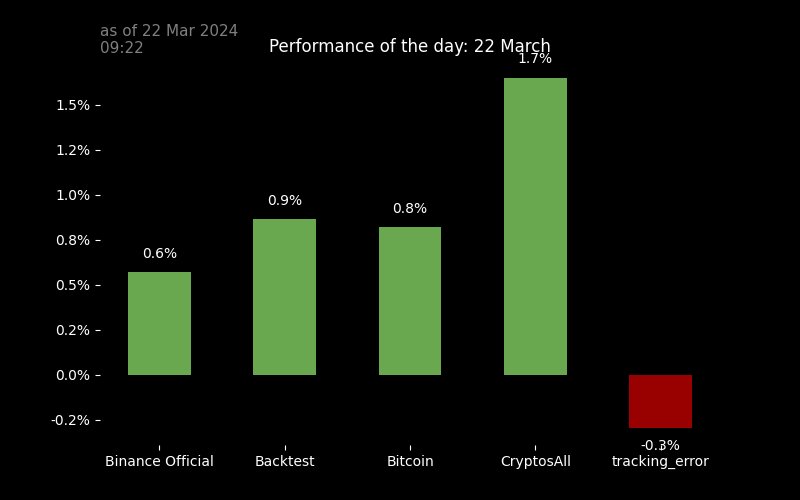 as of 22 Mar 2024
09:22
Performance of the day: 22 March
1.7%
1.5%
1.2%
1.0%
0.9%
0.8%
0.8%
0.6%
0.5%
0.2%
0.0%
-0.2%
-0.3%
Binance Official
Backtest
Bitcoin
CryptosAll
tracking_error